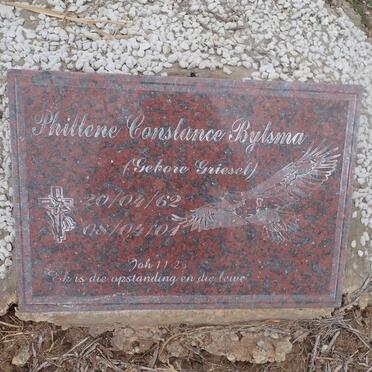 Phillene Constance Bylsma
(Gebore Griesel)
20/04/62
08/04/01
Joh 11:25
Ek is die opstanding en die lewe